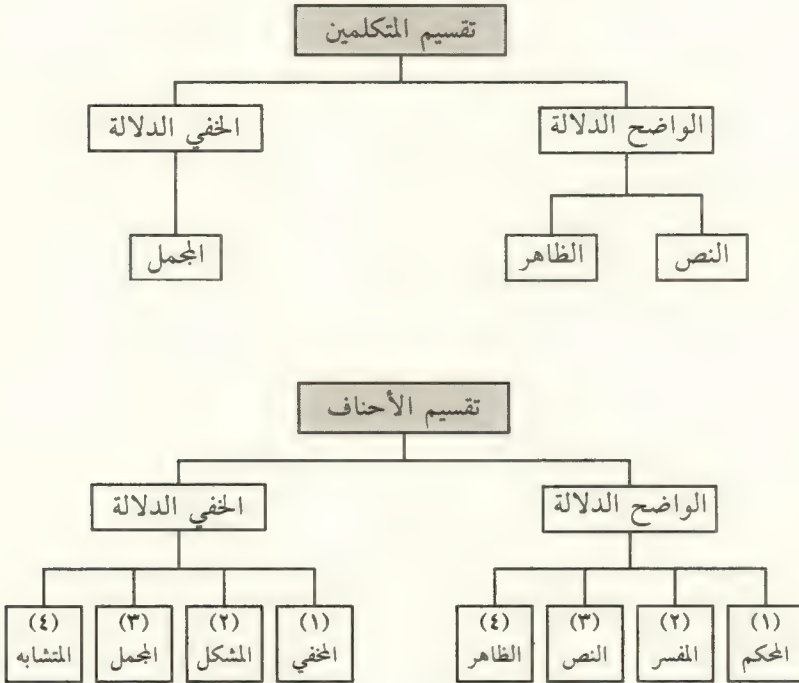 تقسيم المتكلمين
الواضح الدلالة
الخفي الدلالة
النص
الظاهر
المجمل
تقسيم الأحناف
الواضح الدلالة
الخفي الدلالة
(١)
المحكم
(٢)
المفسر
(٣)
النص
(٤)
الظاهر
(١)
المخفي
(٢)
المشكل
(٣)
المجمل
(٤)
المتشابه